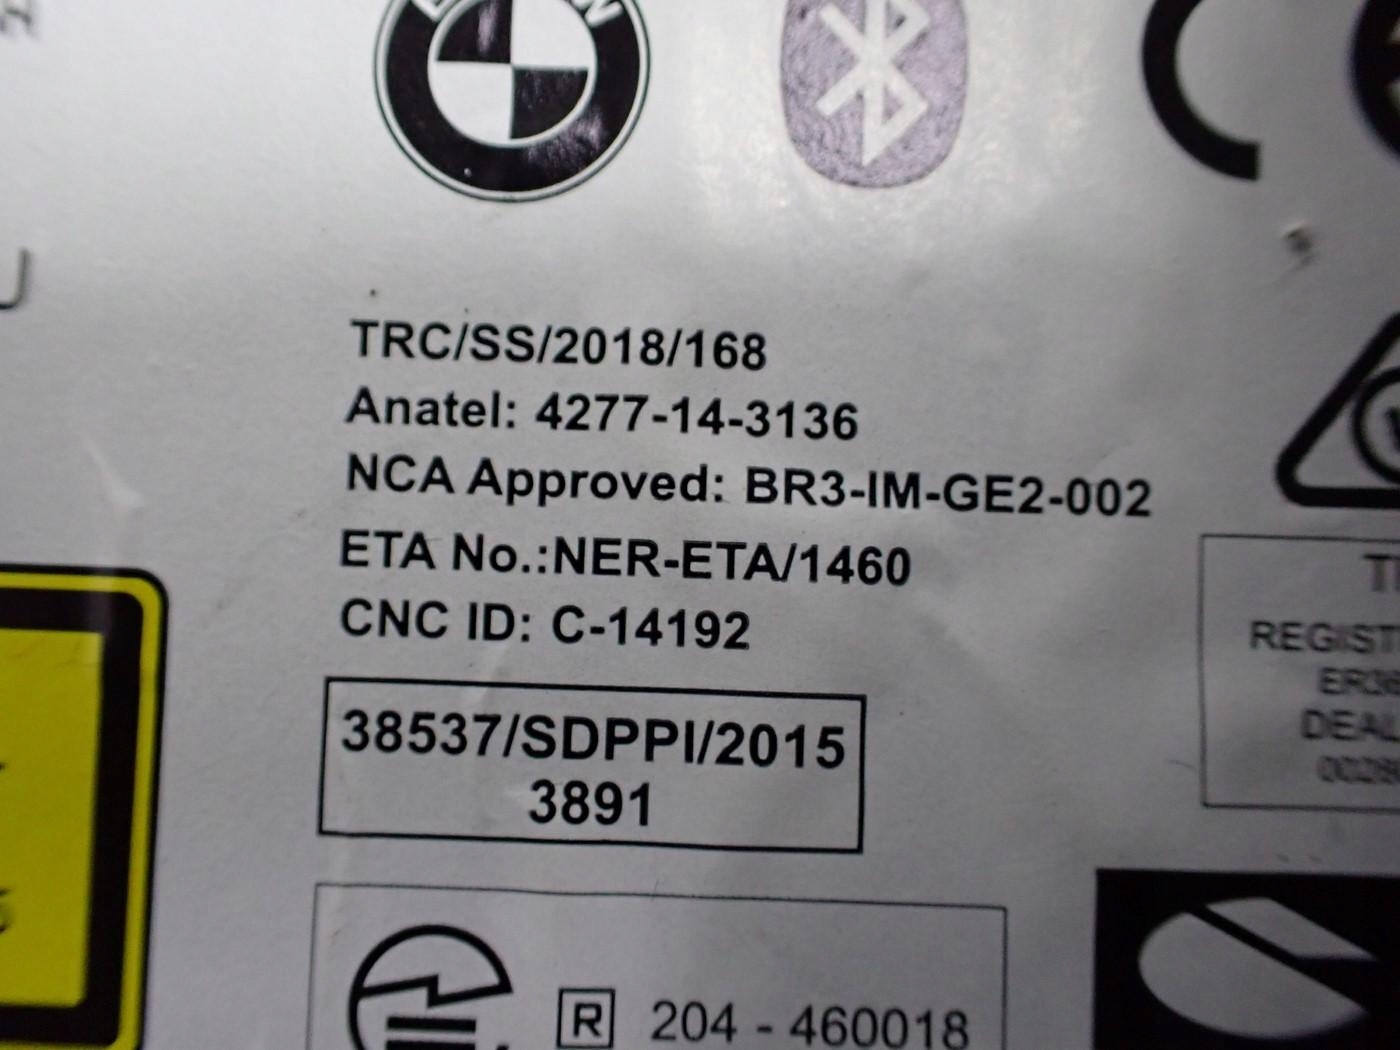 TRC/SS/2018/168
Anatel: 4277-14-3136
NCA Approved: BR3-IM-GE2-002
ETA No.:NER-ETA/1460
CNC ID: C-14192
38537/SDPPI/2015
3891
R 204 - 460018
REGIST
DEAL